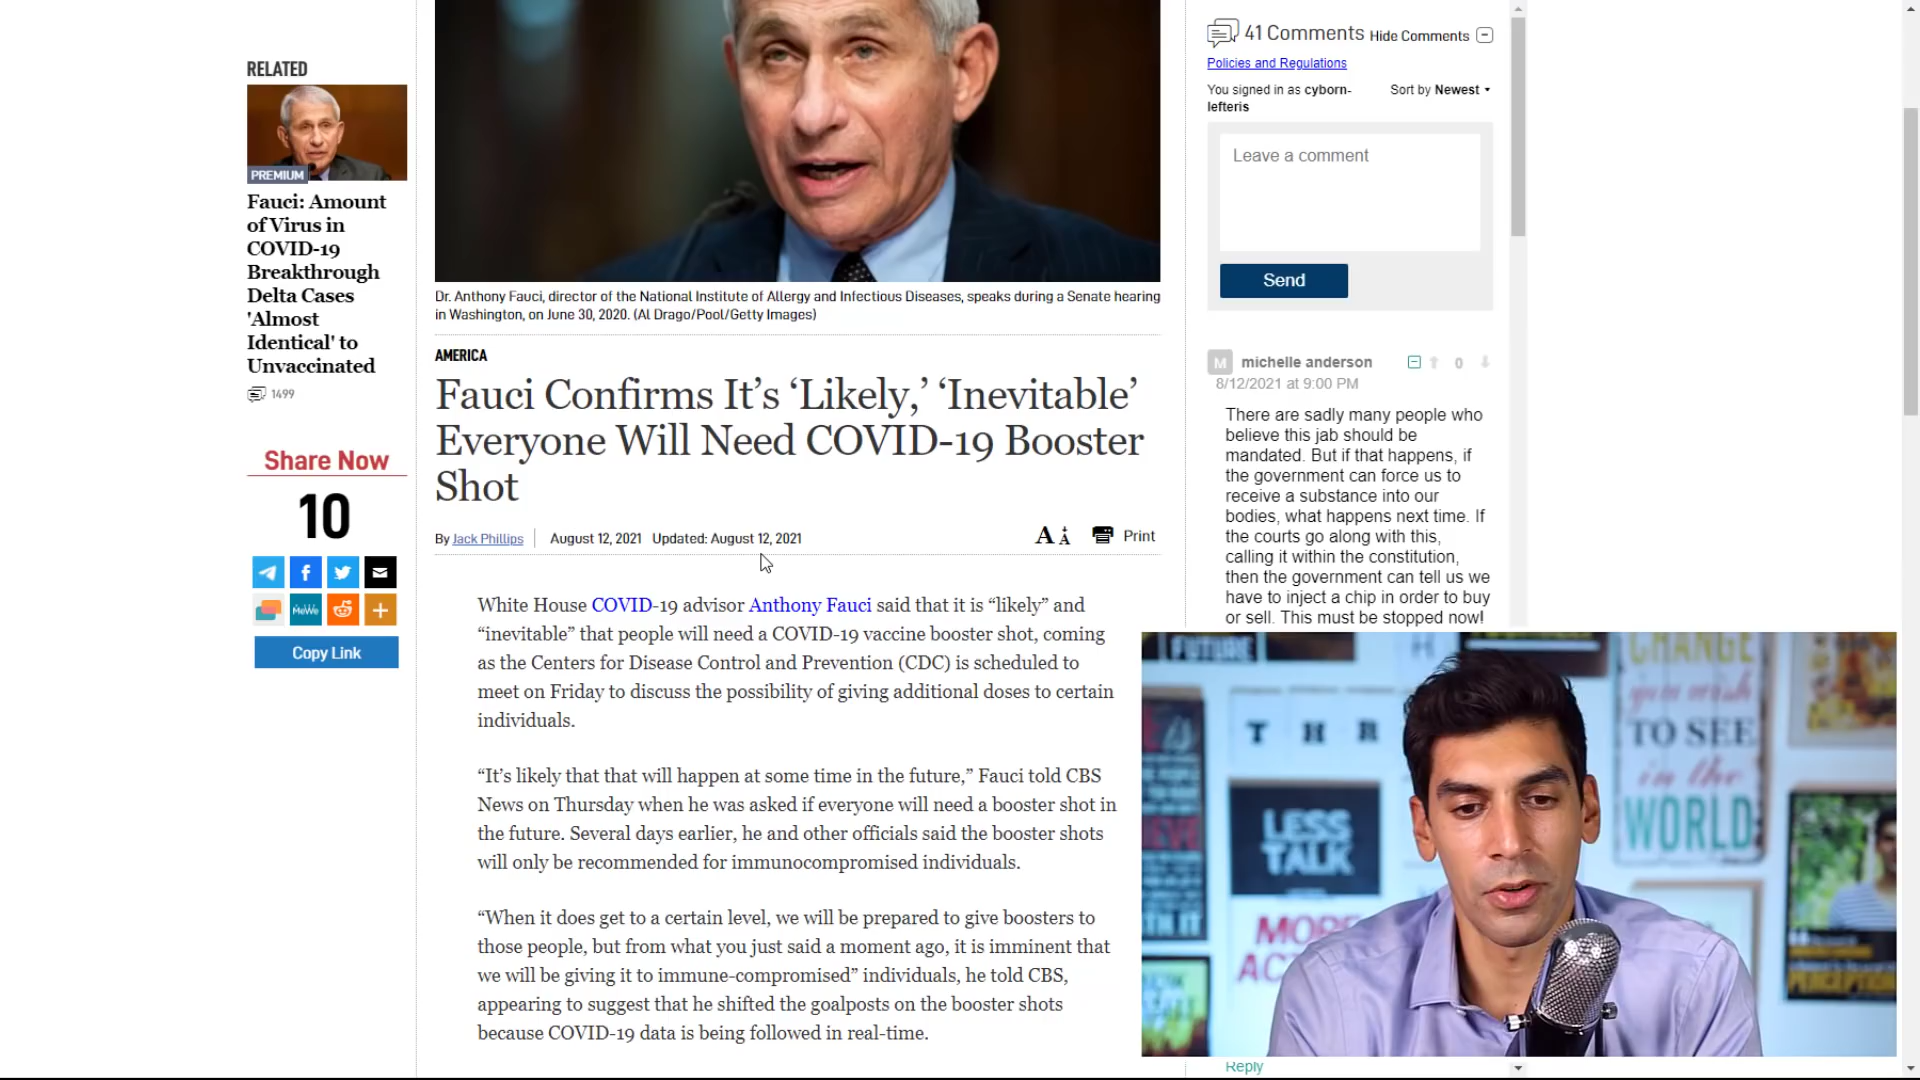 RELATED
PREMIUM
Fauci: Amount
of Virus in
COVID-19
Breakthrough
Delta Cases
'Almost
Identical' to
Unvaccinated
1499
Share Now
10
MeWe
Copy Link
Dr. Anthony Fauci, director of the National Institute of Allergy and Infectious Diseases, speaks during a Senate hearing
in Washington, on June 30, 2020. (Al Drago/Pool/Getty Images)
AMERICA
Fauci Confirms It’s ‘Likely,’ ‘Inevitable’
Everyone Will Need COVID-19 Booster
Shot
By Jack Phillips August 12, 2021 Updated: August 12, 2021
A A Print
White House COVID-19 advisor Anthony Fauci said that it is “likely” and
“inevitable” that people will need a COVID-19 vaccine booster shot, coming
as the Centers for Disease Control and Prevention (CDC) is scheduled to
meet on Friday to discuss the possibility of giving additional doses to certain
individuals.
“It’s likely that that will happen at some time in the future,” Fauci told CBS
News on Thursday when he was asked if everyone will need a booster shot in
the future. Several days earlier, he and other officials said the booster shots
will only be recommended for immunocompromised individuals.
“When it does get to a certain level, we will be prepared to give boosters to
those people, but from what you just said a moment ago, it is imminent that
we will be giving it to immune-compromised” individuals, he told CBS,
appearing to suggest that he shifted the goalposts on the booster shots
because COVID-19 data is being followed in real-time.
41 Comments Hide Comments
Policies and Regulations
You signed in as cyborn-
lefteris
Sort by Newest
Leave a comment
Send
M michelle anderson 0
8/12/2021 at 9:00 PM
There are sadly many people who
believe this jab should be
mandated. But if that happens, if
the government can force us to
receive a substance into our
bodies, what happens next time. If
the courts go along with this,
calling it within the constitution,
then the government can tell us we
have to inject a chip in order to buy
or sell. This must be stopped now!
FUTURE
THR
CHANGE
you wish
TO SEE
in the
WORLD
LESS
TALK
MORE
PERCEPTION
Reply